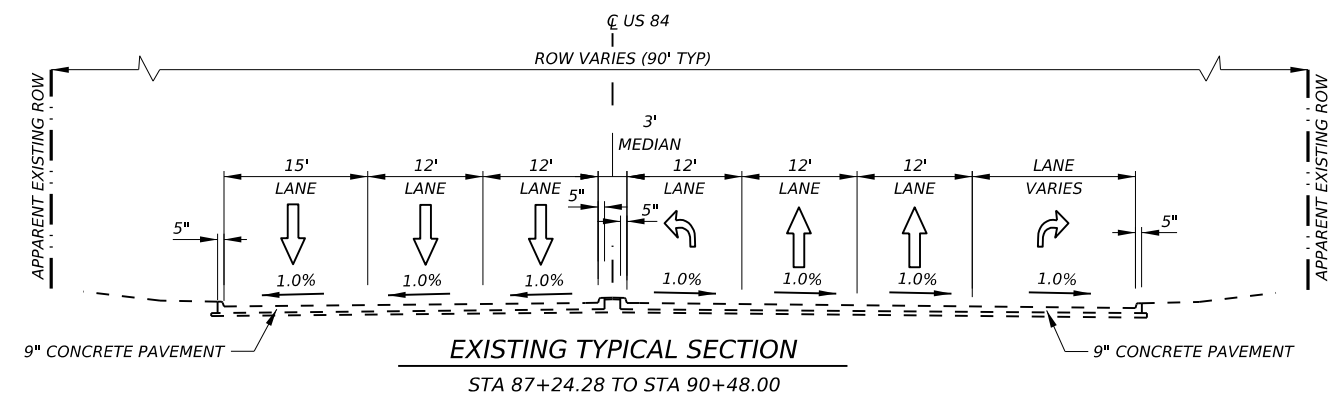 ℄ US 84
ROW VARIES (90' TYP)
APPARENT EXISTING ROW
APPARENT EXISTING ROW
3'
MEDIAN
15'
LANE
12'
LANE
12'
LANE
12'
LANE
12'
LANE
12'
LANE
LANE
VARIES
5"
5"
5"
5"
1.0%
1.0%
1.0%
1.0%
1.0%
1.0%
1.0%
9" CONCRETE PAVEMENT
9" CONCRETE PAVEMENT
EXISTING TYPICAL SECTION
STA 87+24.28 TO STA 90+48.00